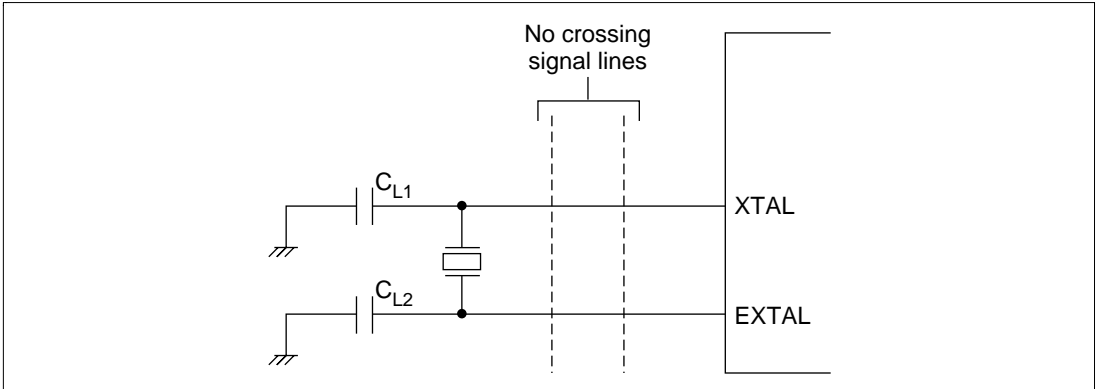 No crossing
signal lines
CL1
XTAL
CL2
EXTAL